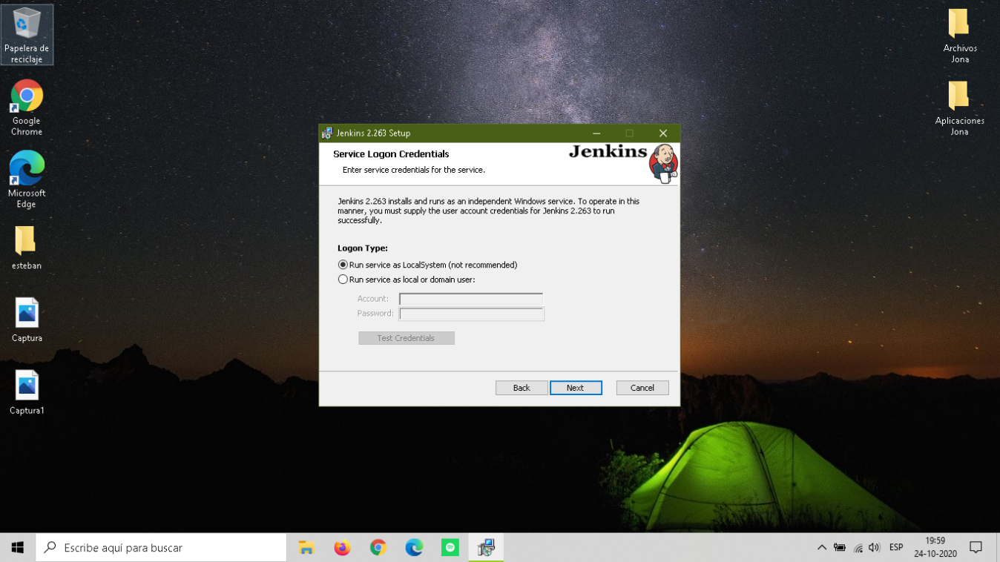 Papelera de
reciclaje
Google
Chrome
Microsoft
Edge
esteban
Captura
Captura1
Archivos
Jona
Aplicaciones
Jona
Jenkins 2.263 Setup
Service Logon Credentials
Enter service credentials for the service.
Jenkins
Jenkins 2.263 installs and runs as an independent Windows service. To operate in this
manner, you must supply the user account credentials for Jenkins 2.263 to run
successfully.
Logon Type:
Run service as LocalSystem (not recommended)
Run service as local or domain user:
Account:
Password:
Test Credentials
Back Next Cancel
Escribe aquí para buscar
ESP
19:59
24-10-2020